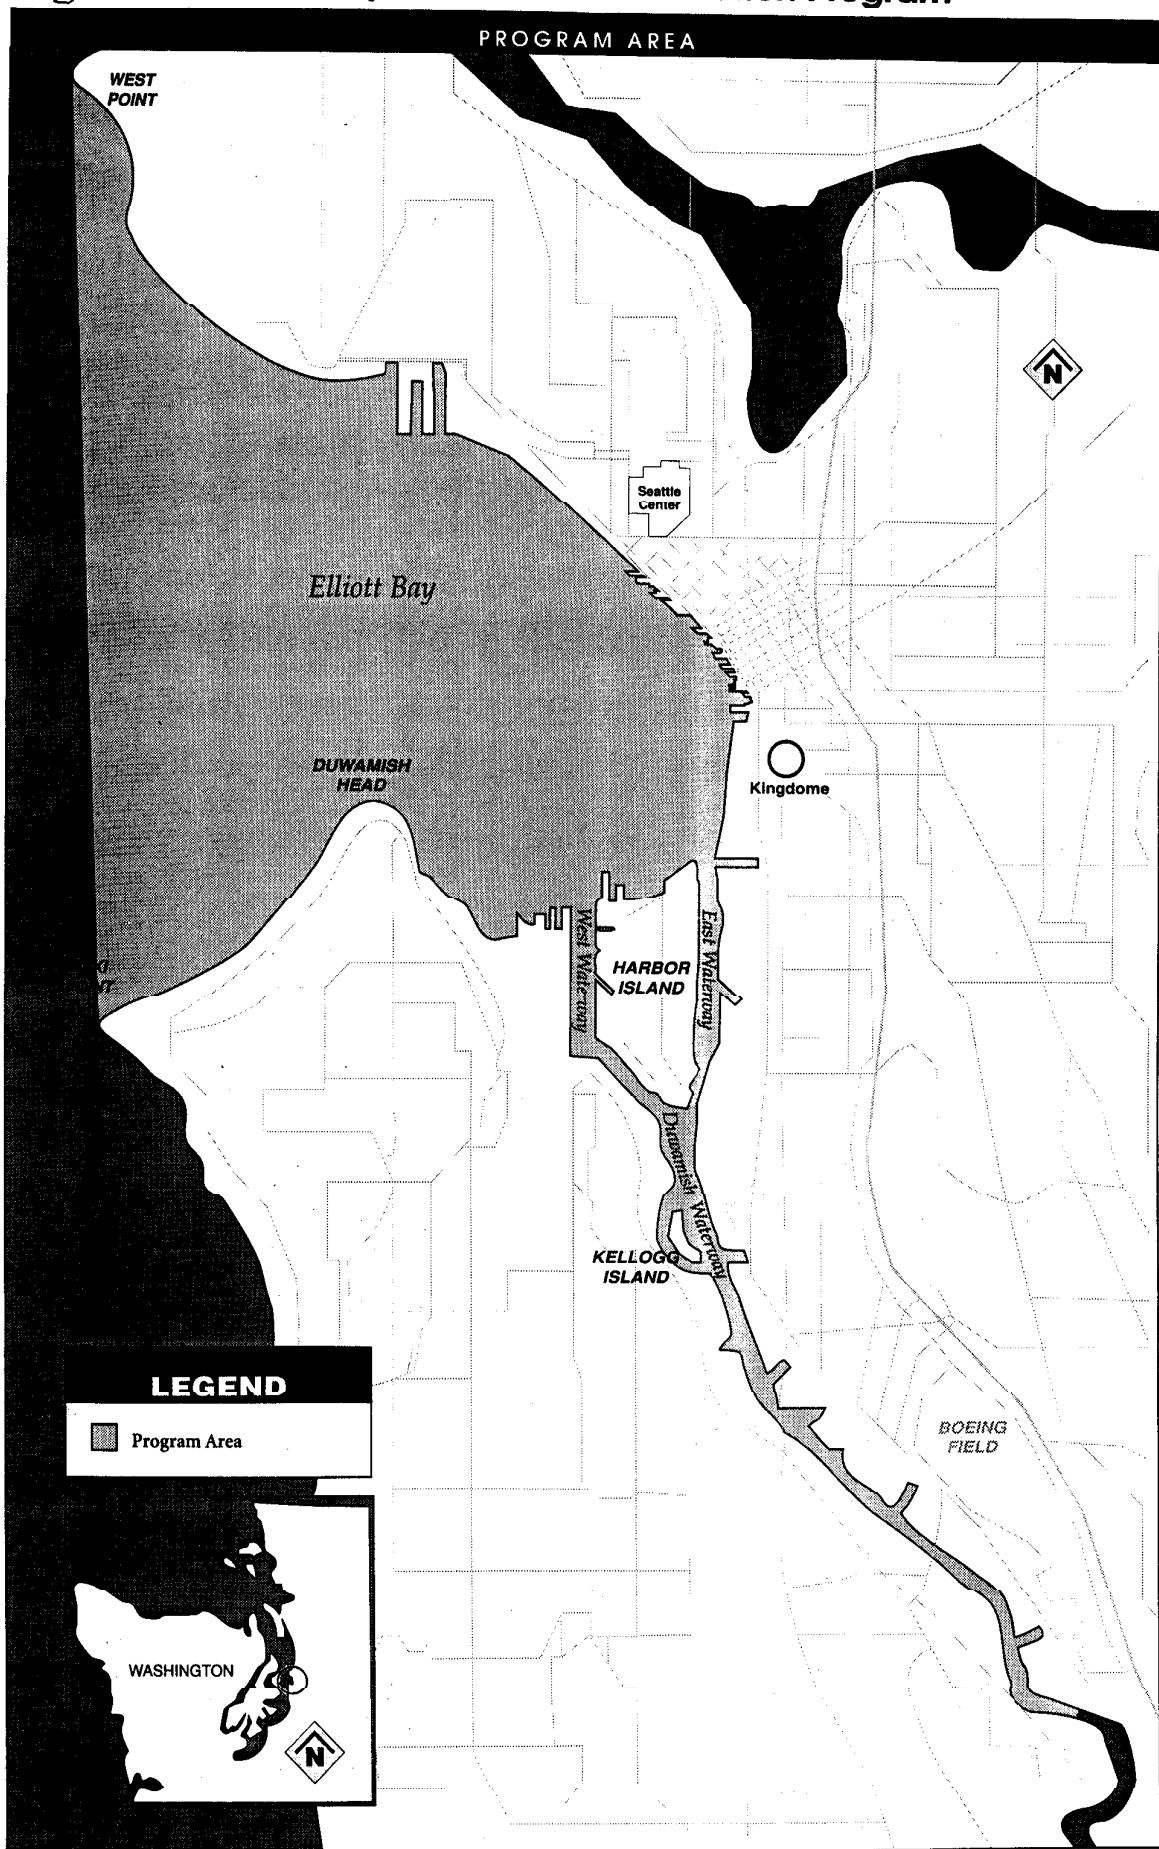 Program
PROGRAM AREA
WEST
POINT
N
Seattle
Center
Elliott Bay
DUWAMISH
HEAD
Kingdome
West Waterway
East Waterway
HARBOR
ISLAND
Duwamish Waterway
KELLOGG
ISLAND
LEGEND
Program Area
BOEING
FIELD
WASHINGTON
N